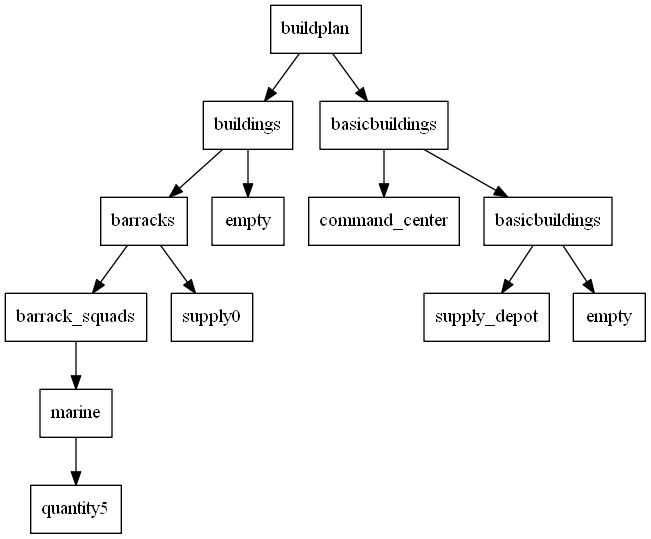 buildplan
buildings
basicbuildings
barracks
empty
command_center
basicbuildings
barrack_squads
supply0
supply_depot
empty
marine
quantity5